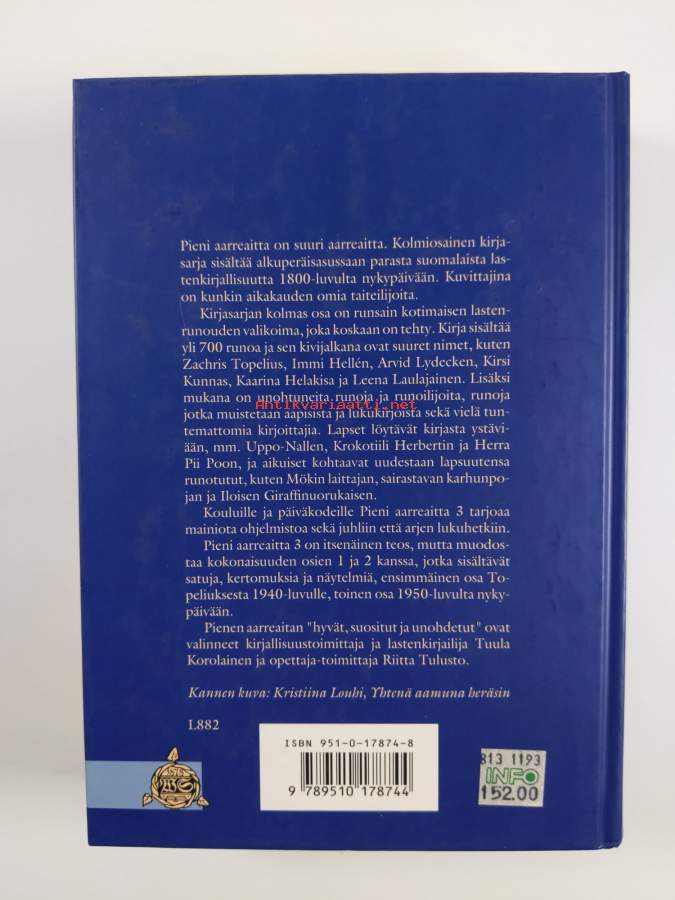 Pieni aarreaitta on suuri aarreaitta. Kolmiosainen kirja-
sarja sisältää alkuperäisasussaan parasta suomalaista las-
tenkirjallisuutta 1800-luvulta nykypäivään. Kuvittajina
on kunkin aikakauden omia taiteilijoita.
Kirjasarjan kolmas osa on runsain kotimaisen lasten-
runouden valikoima, joka koskaan on tehty. Kirja sisältää
yli 700 runoa ja sen kivijalkana ovat suuret nimet, kuten
Zachris Topelius, Immi Hellén, Arvid Lydecken, Kirsi
Kunnas, Kaarina Helakisa ja Leena Laulajainen. Lisäksi
mukana on unohtuneita runoja ja runoilijoita, runoja
Antikvariaatti.net
jotka muistetaan aapisista ja lukukirjoista sekä vielä tun-
temattomia kirjoittajia. Lapset löytävät kirjasta ystävi-
ään, mm. Uppo-Nallen, Krokotiili Herbertin ja Herra
Pii Poon, ja aikuiset kohtaavat uudestaan lapsuutensa
runotutut, kuten Mökin laittajan, sairastavan karhunpo-
jan ja Iloisen Giraffinuorukaisen.
Kouluille ja päiväkodeille Pieni aarreaitta 3 tarjoaa
mainiota ohjelmistoa sekä juhliin että arjen lukuhetkiin.
Pieni aarreaitta 3 on itsenäinen teos, mutta muodos-
taa kokonaisuuden osien 1 ja 2 kanssa, jotka sisältävät
satuja, kertomuksia ja näytelmiä, ensimmäinen osa To-
peliuksesta 1940-luvulle, toinen osa 1950-luvulta nyky-
päivään.
Pienen aarreaitan "hyvät, suositut ja unohdetut" ovat
valinneet kirjallisuustoimittaja ja lastenkirjailija Tuula
Korolainen ja opettaja-toimittaja Riitta Tulusto.
Kannen kuva: Kristiina Louhi, Yhtenä aamuna heräsin
L882
ISBN 951-0-17874-8
9 789510 178744
813 1193
INFO
152.00
WS